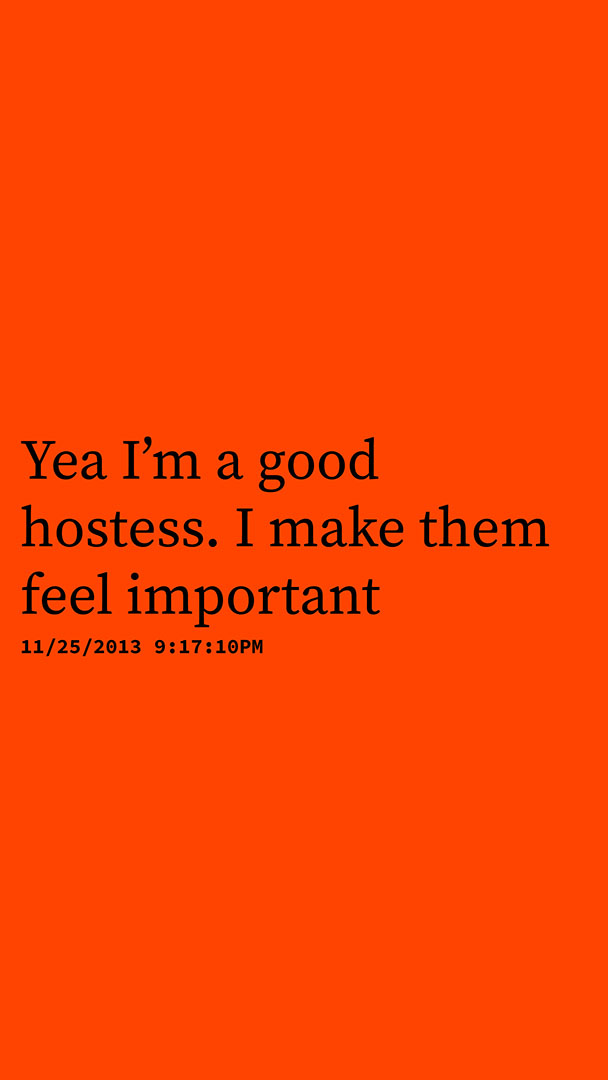 Yea I’m a good
hostess. I make them
feel important
11/25/2013 9:17:10PM